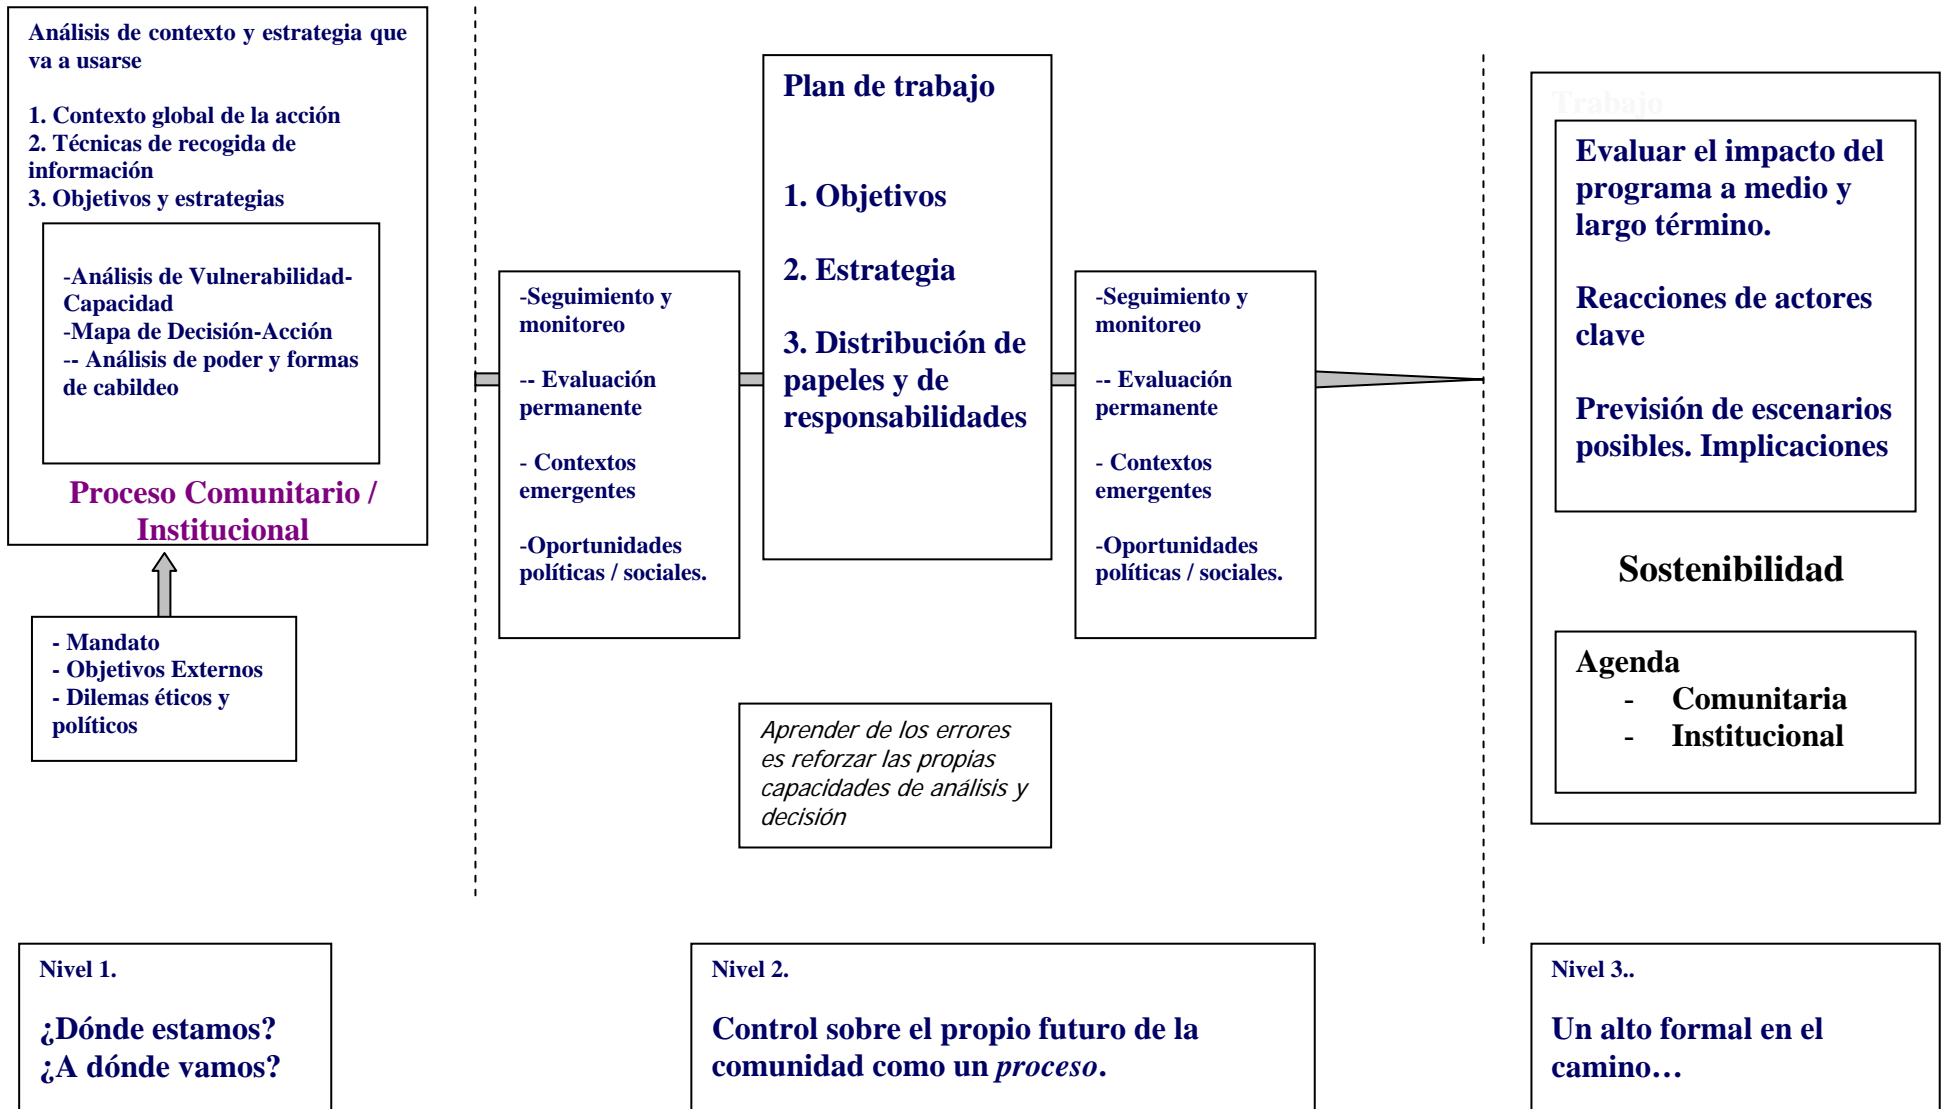 Análisis de contexto y estrategia que
va a usarse
1. Contexto global de la acción
2. Técnicas de recogida de
información
3. Objetivos y estrategias
-Análisis de Vulnerabilidad-
Capacidad
-Mapa de Decisión-Acción
-- Análisis de poder y formas
de cabildeo
Proceso Comunitario /
Institucional
- Mandato
- Objetivos Externos
- Dilemas éticos y
políticos
-Seguimiento y
monitoreo
-- Evaluación
permanente
- Contextos
emergentes
-Oportunidades
políticas / sociales.
Plan de trabajo
1. Objetivos
2. Estrategia
3. Distribución de
papeles y de
responsabilidades
-Seguimiento y
monitoreo
-- Evaluación
permanente
- Contextos
emergentes
-Oportunidades
políticas / sociales.
Aprender de los errores
es reforzar las propias
capacidades de análisis y
decisión
Trabajo
Evaluar el impacto del
programa a medio y
largo término.
Reacciones de actores
clave
Previsión de escenarios
posibles. Implicaciones
Sostenibilidad
Agenda
- Comunitaria
- Institucional
Nivel 1.
¿Dónde estamos?
¿A dónde vamos?
Nivel 2.
Control sobre el propio futuro de la
comunidad como un proceso.
Nivel 3..
Un alto formal en el
camino…